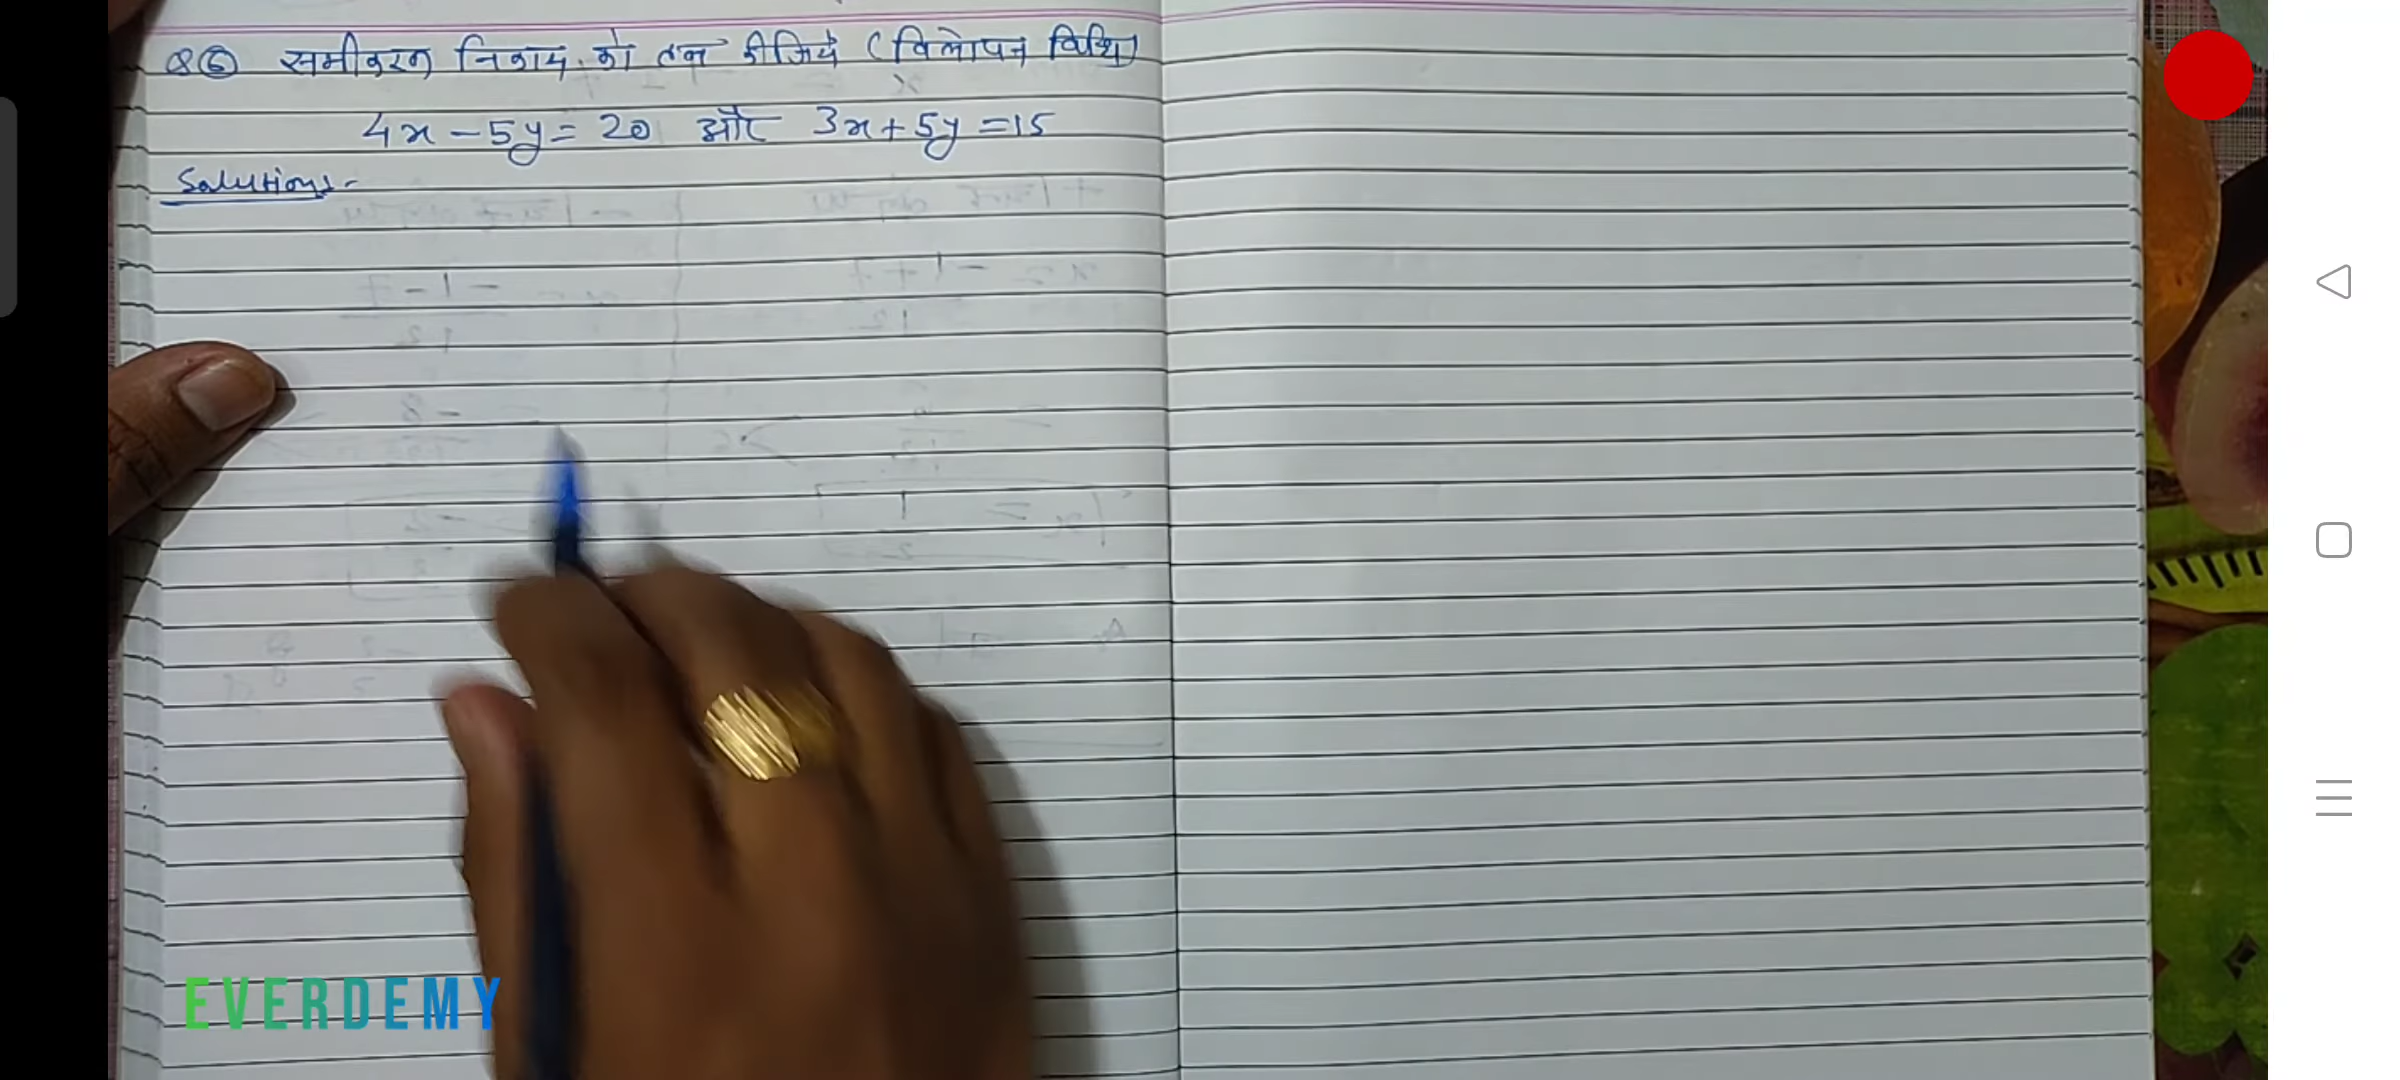 Q⑥ समीकरण निकाय को हल कीजिये (विलोपन विधि)
4x - 5y = 20 और 3x + 5y = 15
Solutions-
EVERDEMY